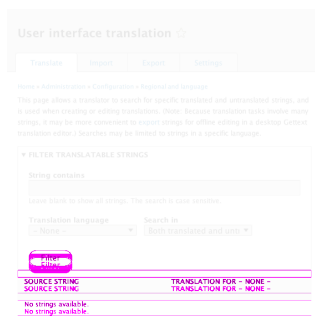 User interface translation
Translate Import Export Settings
Home » Administration » Configuration » Regional and language
This page allows a translator to search for specific translated and untranslated strings, and
is used when creating or editing translations. (Note: Because translation tasks involve many
strings, it may be more convenient to export strings for offline editing in a desktop Gettext
translation editor.) Searches may be limited to strings in a specific language.
▼ FILTER TRANSLATABLE STRINGS
String contains
Leave blank to show all strings. The search is case sensitive.
Translation language Search in
- None - Both translated and unt
Filter
Filter
SOURCE STRING TRANSLATION FOR - NONE -
SOURCE STRING TRANSLATION FOR - NONE -
No strings available.
No strings available.